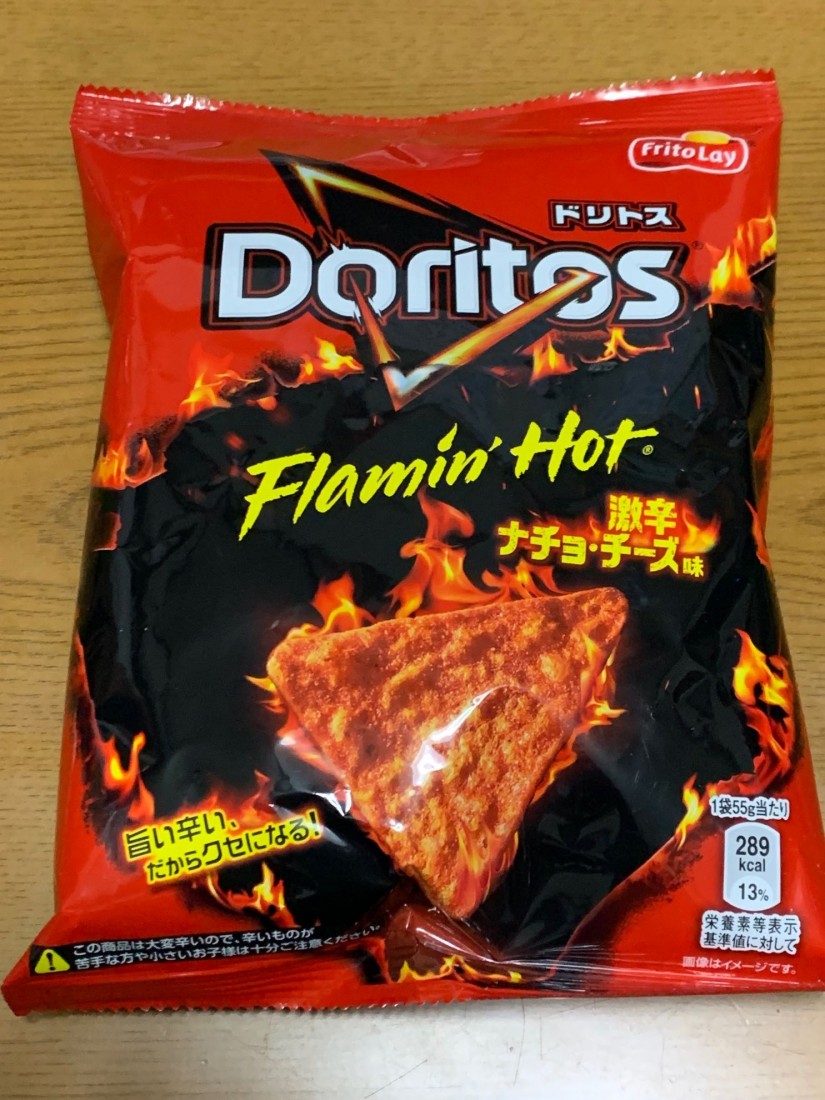 Frito Lay
ドリトス
Doritos®
Flamin' Hot®
激辛
ナチョ・チーズ味
旨い辛い、
だからクセになる!
1袋55g当たり
289
kcal
13%
栄養素等表示
基準値に対して
この商品は大変辛いので、辛いものが
苦手な方や小さいお子様は十分ご注意ください。
画像はイメージです。